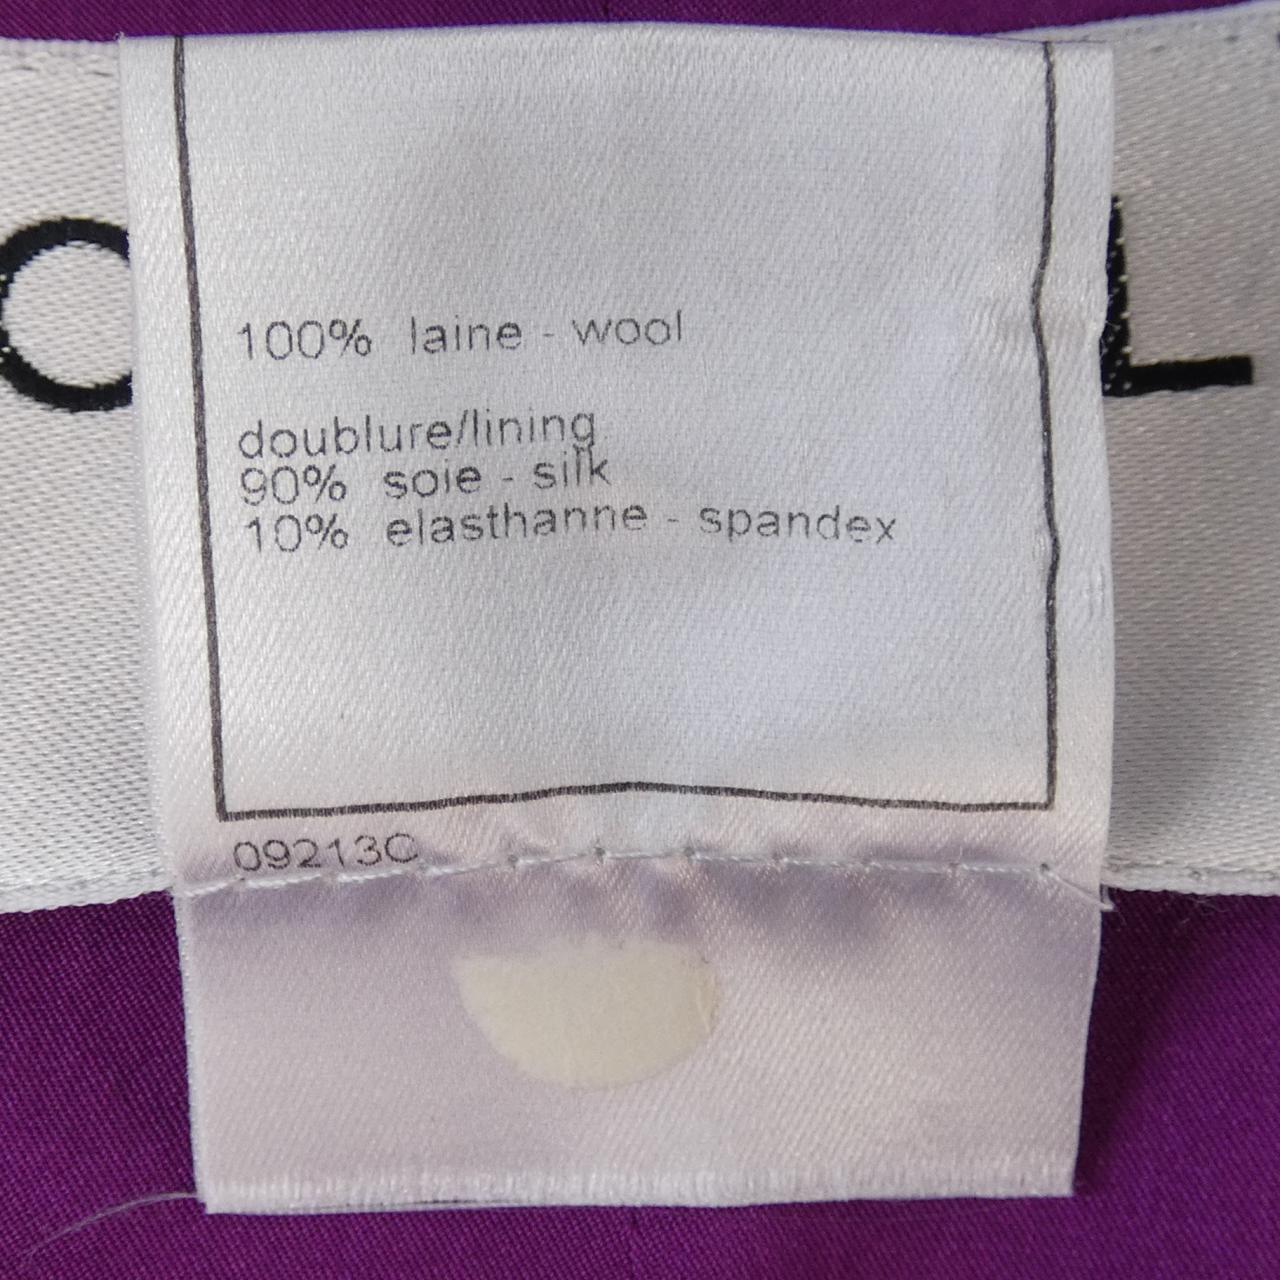 O L
100% laine - wool
doublure/lining
90% soie - silk
10% elasthanne - spandex
09213C